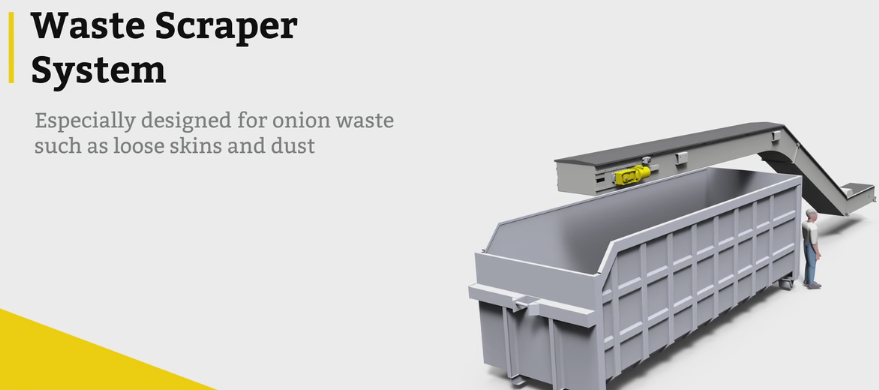 Waste Scraper
System
Especially designed for onion waste
such as loose skins and dust